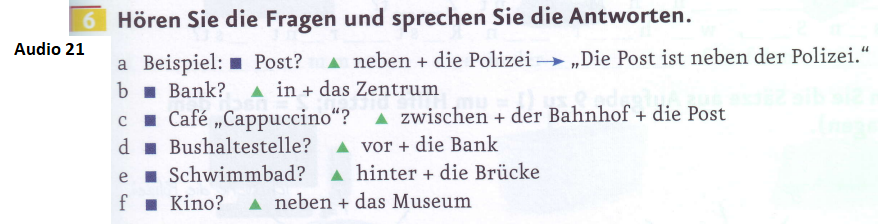 6 Hören Sie die Fragen und sprechen Sie die Antworten.
Audio 21
a Beispiel: ■ Post? ▲ neben + die Polizei → „Die Post ist neben der Polizei.“
b ■ Bank? ▲ in + das Zentrum
c ■ Café „Cappuccino“? ▲ zwischen + der Bahnhof + die Post
d ■ Bushaltestelle? ▲ vor + die Bank
e ■ Schwimmbad? ▲ hinter + die Brücke
f ■ Kino? ▲ neben + das Museum